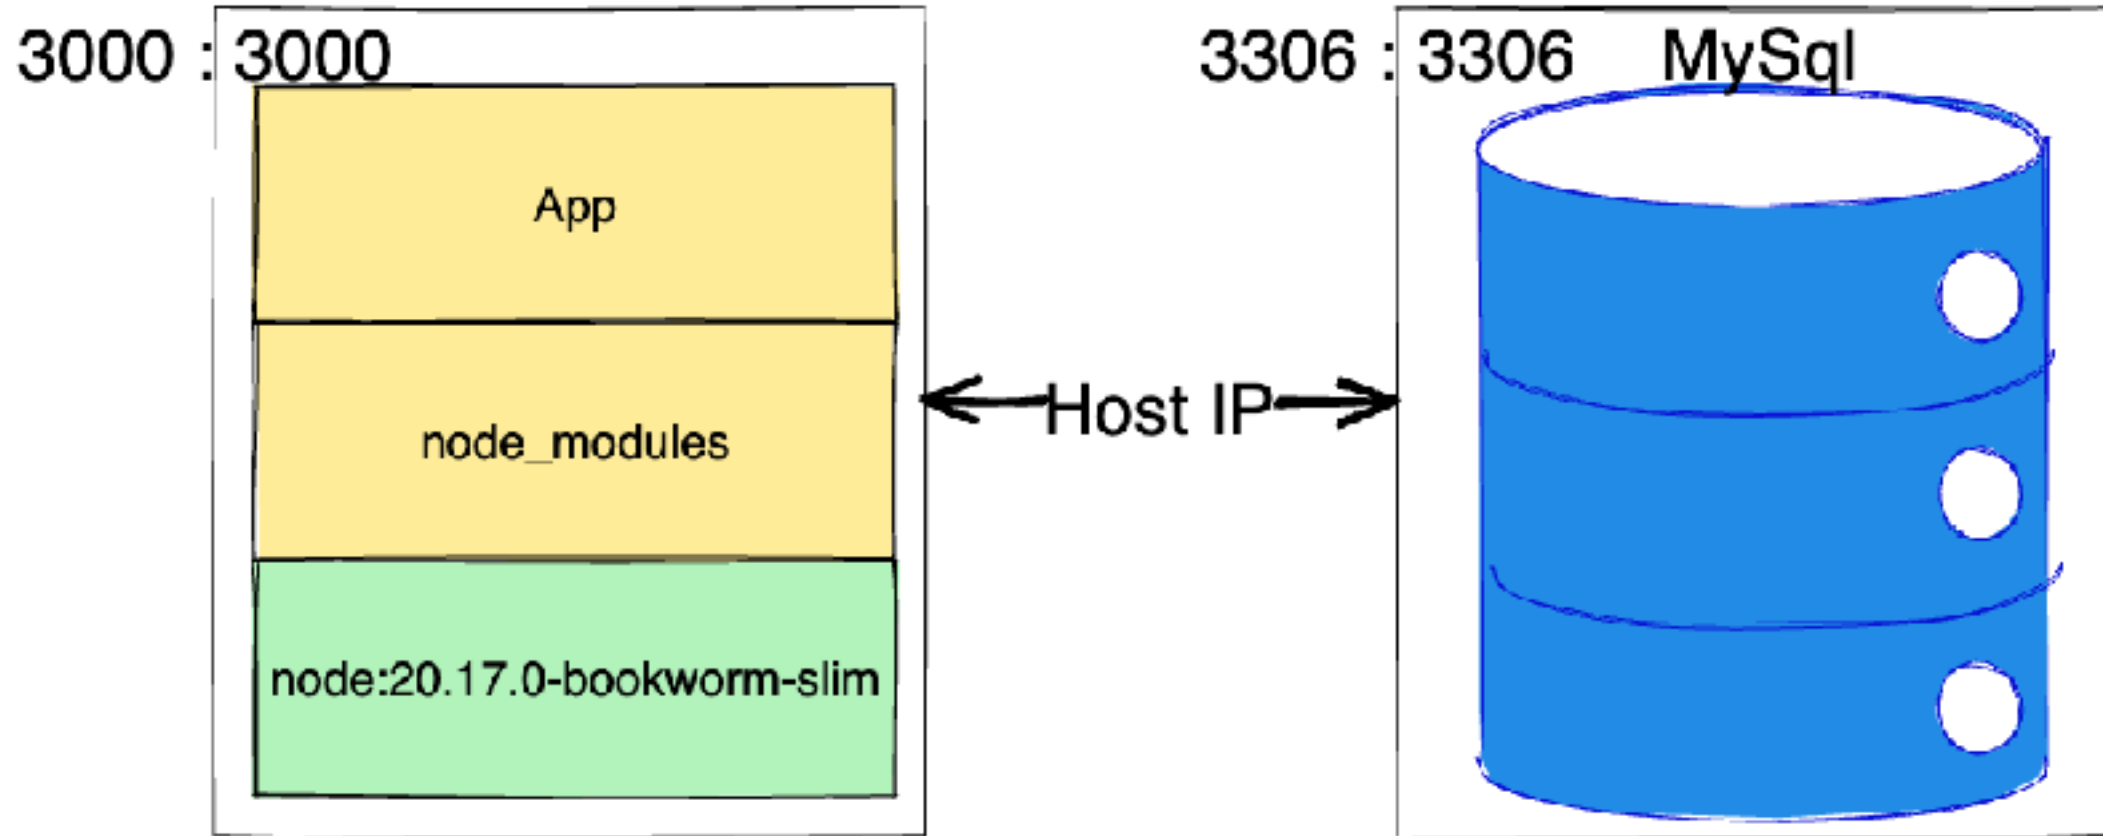 3000 : 3000
3306 : 3306
MySql
App
node_modules
Host IP
node:20.17.0-bookworm-slim